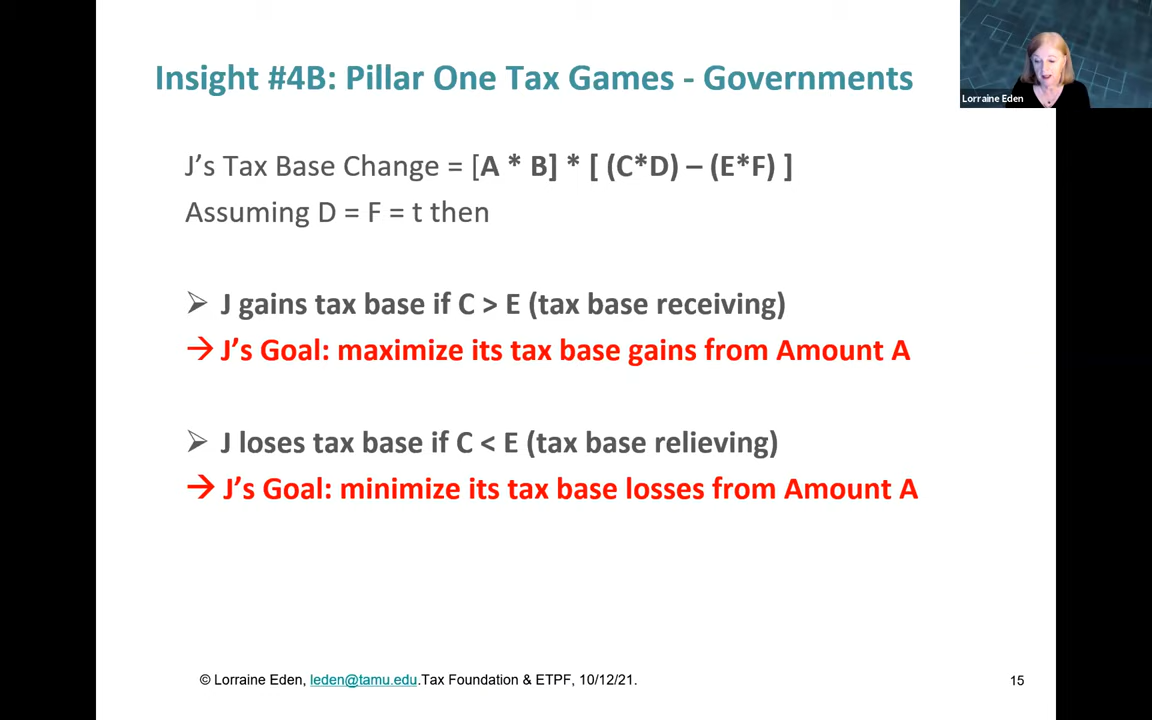 Insight #4B: Pillar One Tax Games - Governments
Lorraine Eden
J’s Tax Base Change = [A * B] * [ (C*D) – (E*F) ]
Assuming D = F = t then
➢ J gains tax base if C > E (tax base receiving)
→ J’s Goal: maximize its tax base gains from Amount A
➢ J loses tax base if C < E (tax base relieving)
→ J’s Goal: minimize its tax base losses from Amount A
© Lorraine Eden, leden@tamu.edu.Tax Foundation & ETPF, 10/12/21.
15